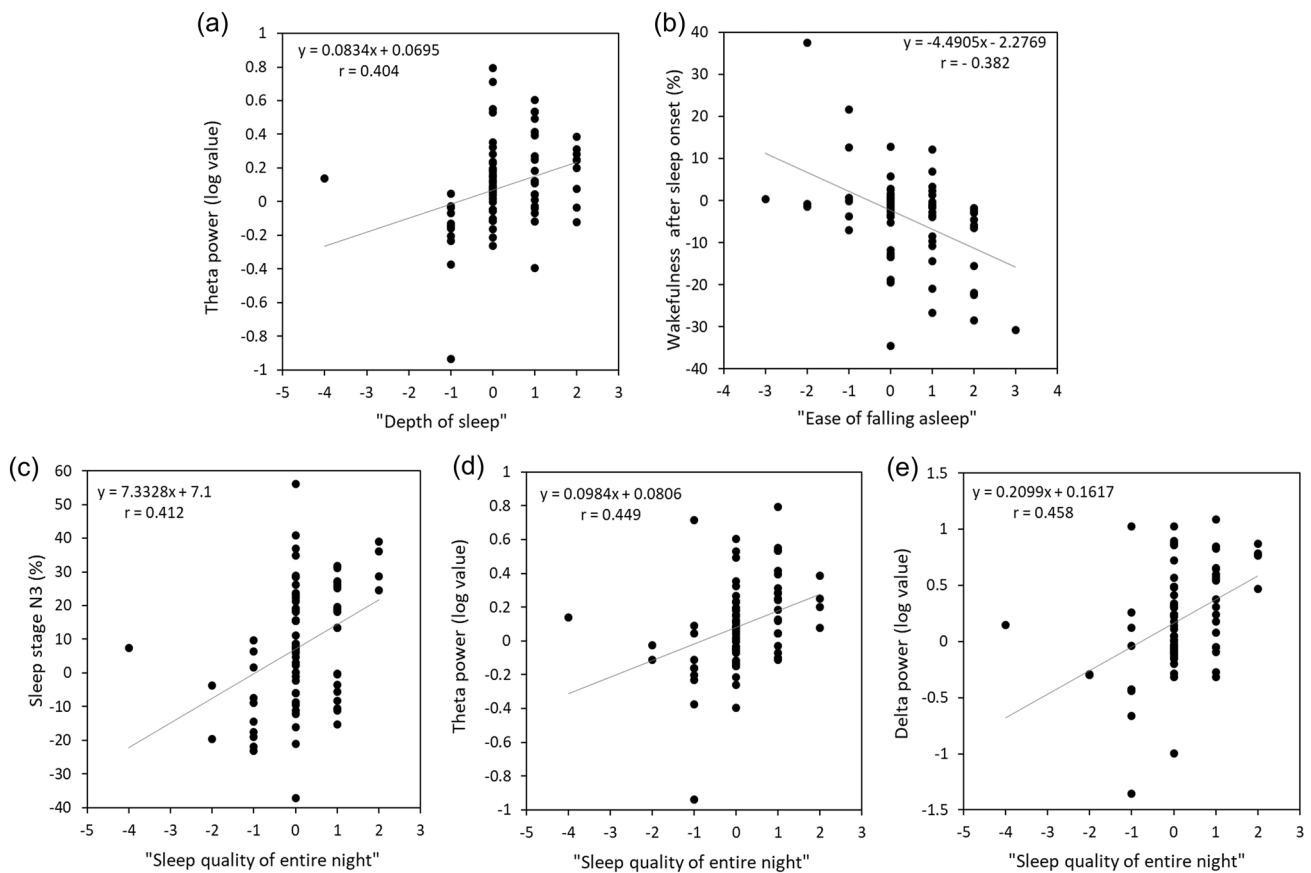 (a)
y = 0.0834x + 0.0695
r = 0.404
Theta power (log value)
1
0.8
0.6
0.4
0.2
0
-0.2
-0.4
-0.6
-0.8
-1
-5 -4 -3 -2 -1 0 1 2 3
"Depth of sleep"
(b)
y = -4.4905x - 2.2769
r = - 0.382
Wakefulness after sleep onset (%)
40
30
20
10
0
-10
-20
-30
-40
-4 -3 -2 -1 0 1 2 3 4
"Ease of falling asleep"
(c)
y = 7.3328x + 7.1
r = 0.412
Sleep stage N3 (%)
60
50
40
30
20
10
0
-10
-20
-30
-40
-5 -4 -3 -2 -1 0 1 2 3
"Sleep quality of entire night"
(d)
y = 0.0984x + 0.0806
r = 0.449
Theta power (log value)
1
0.8
0.6
0.4
0.2
0
-0.2
-0.4
-0.6
-0.8
-1
-5 -4 -3 -2 -1 0 1 2 3
"Sleep quality of entire night"
(e)
y = 0.2099x + 0.1617
r = 0.458
Delta power (log value)
1.5
1
0.5
0
-0.5
-1
-1.5
-5 -4 -3 -2 -1 0 1 2 3
"Sleep quality of entire night"